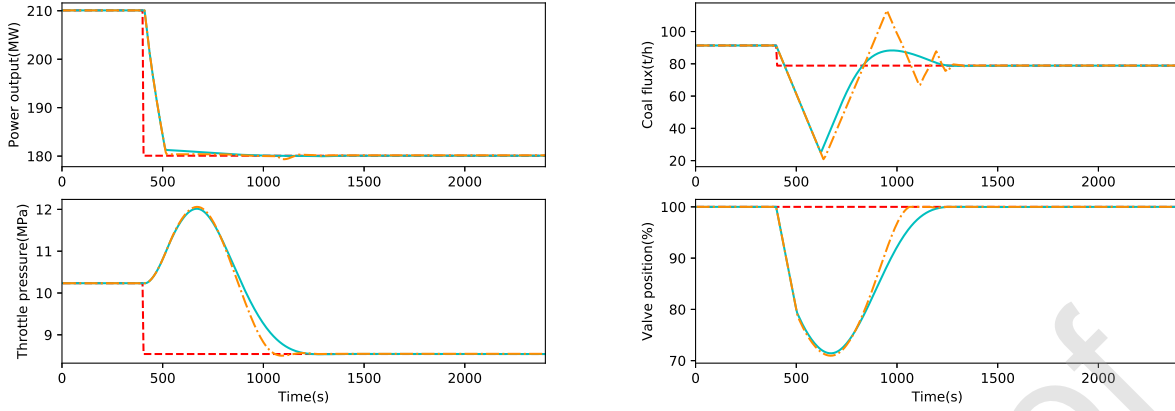 Power output(MW)
210
200
190
180
0 500 1000 1500 2000
Coal flux(t/h)
100
80
60
40
20
0 500 1000 1500 2000
Throttle pressure(MPa)
12
10
8
0 500 1000 1500 2000
Time(s)
Valve position(%)
100
90
80
70
0 500 1000 1500 2000
Time(s)
of